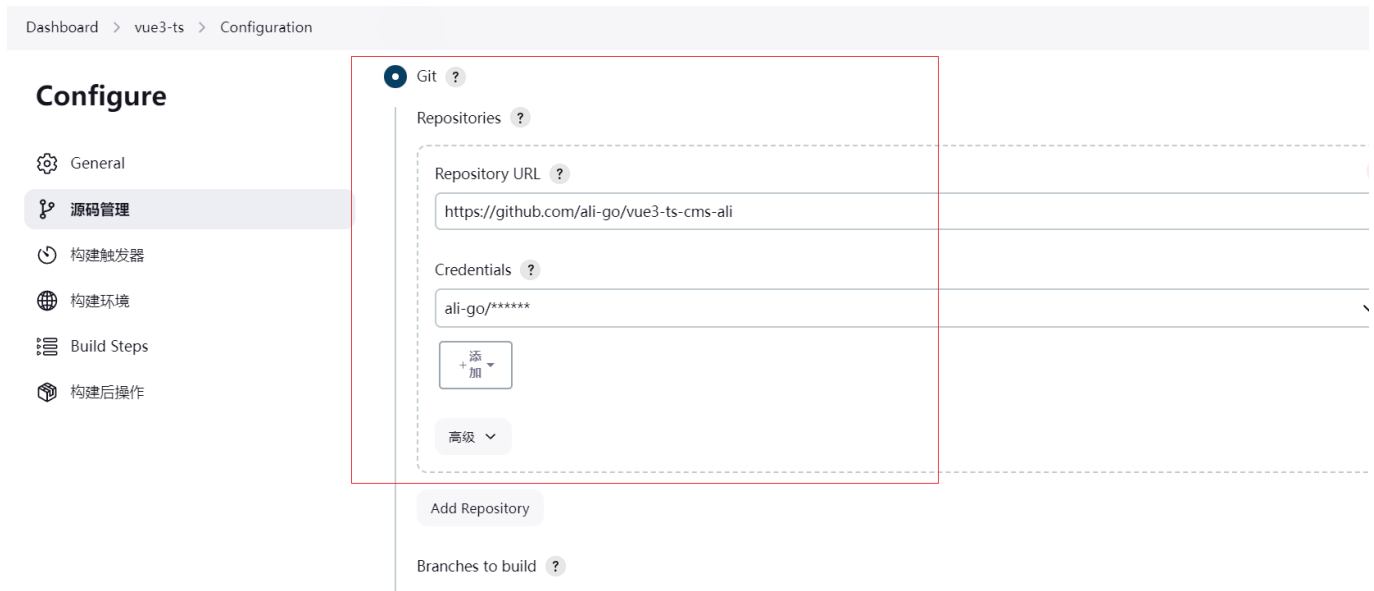 Dashboard > vue3-ts > Configuration
Configure
General
源码管理
构建触发器
构建环境
Build Steps
构建后操作
Git ?
Repositories ?
Repository URL ?
https://github.com/ali-go/vue3-ts-cms-ali
Credentials ?
ali-go/******
+添
加
高级
Add Repository
Branches to build ?